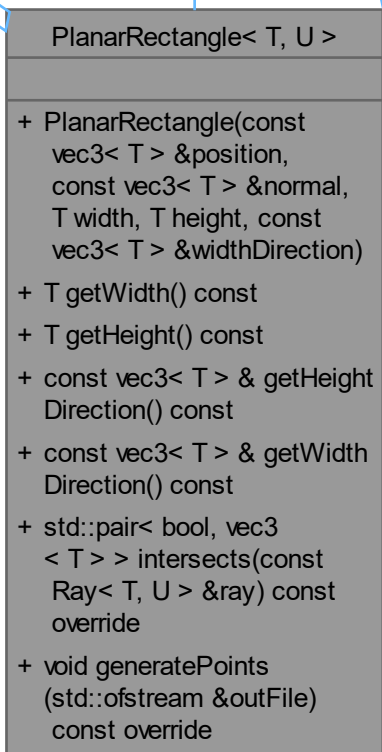 PlanarRectangle< T, U >
+ PlanarRectangle(const
vec3< T > &position,
const vec3< T > &normal,
T width, T height, const
vec3< T > &widthDirection)
+ T getWidth() const
+ T getHeight() const
+ const vec3< T > & getHeight
Direction() const
+ const vec3< T > & getWidth
Direction() const
+ std::pair< bool, vec3
< T > > intersects(const
Ray< T, U > &ray) const
override
+ void generatePoints
(std::ofstream &outFile)
const override